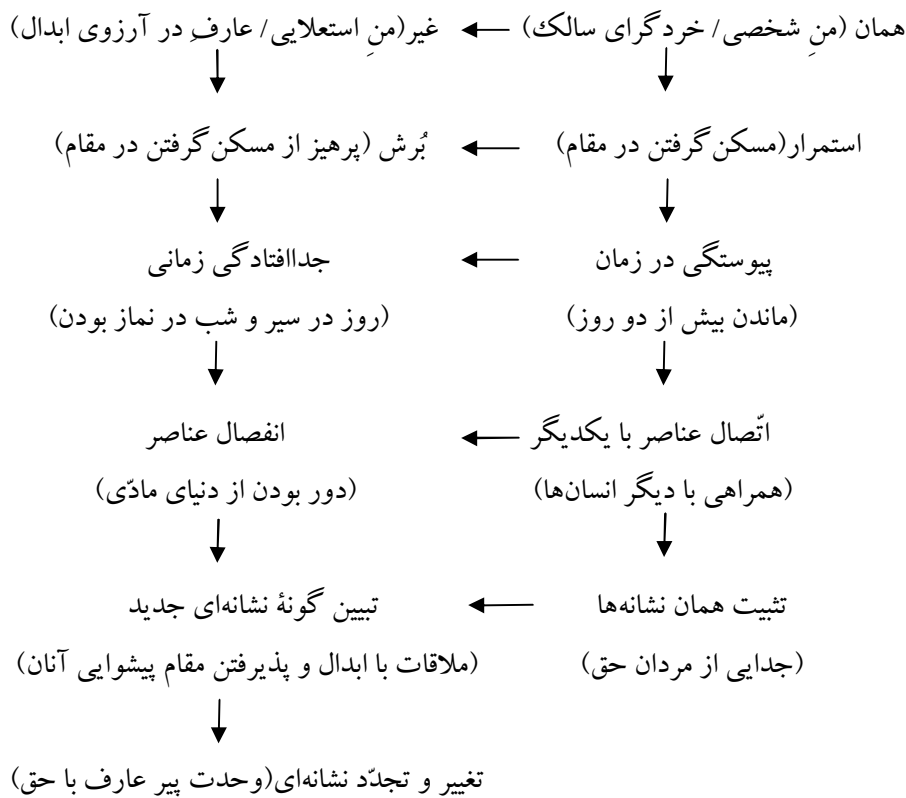 همان (منِ شخصی/ خردگرای سالک) غیر(منِ استعلایی/ عارفِ در آرزوی ابدال)
استمرار(مسکن گرفتن در مقام) بُرش (پرهیز از مسکن گرفتن در مقام)
پیوستگی در زمان جداافتادگی زمانی
(ماندن بیش از دو روز) (روز در سیر و شب در نماز بودن)
اتّصال عناصر با یکدیگر انفصال عناصر
(همراهی با دیگر انسان‌ها) (دور بودن از دنیای مادّی)
تثبیت همان نشانه‌ها تبیین گونهٔ نشانه‌ای جدید
(جدایی از مردان حق) (ملاقات با ابدال و پذیرفتن مقام پیشوایی آنان)
تغییر و تجدّد نشانه‌ای(وحدت پیر عارف با حق)